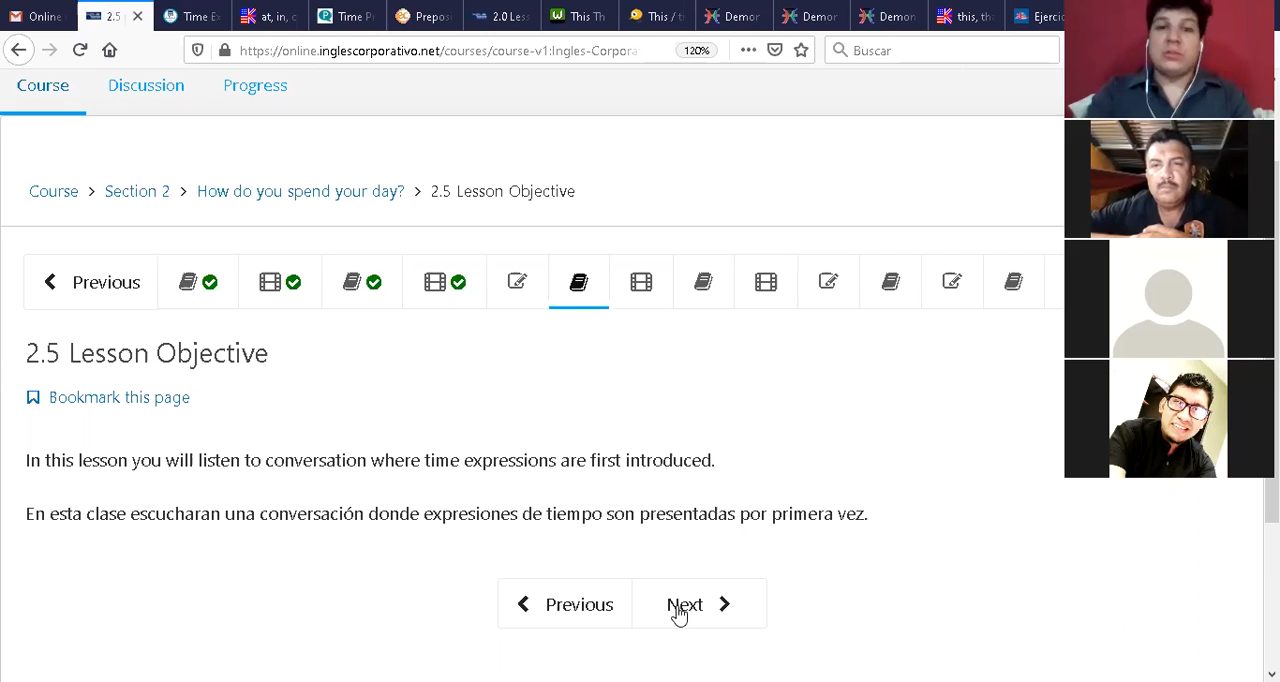 Online
2.5
Time E
at, in,
Time P
Preposi
2.0 Less
This Th
This / t
Demor
Demor
Demon
this, th
Ejercic
https://online.inglescorporativo.net/courses/course-v1:Ingles-Corpora
120%
Buscar
Course
Discussion
Progress
Course > Section 2 > How do you spend your day? > 2.5 Lesson Objective
Previous
2.5 Lesson Objective
Bookmark this page
In this lesson you will listen to conversation where time expressions are first introduced.
En esta clase escucharan una conversación donde expresiones de tiempo son presentadas por primera vez.
Previous
Next